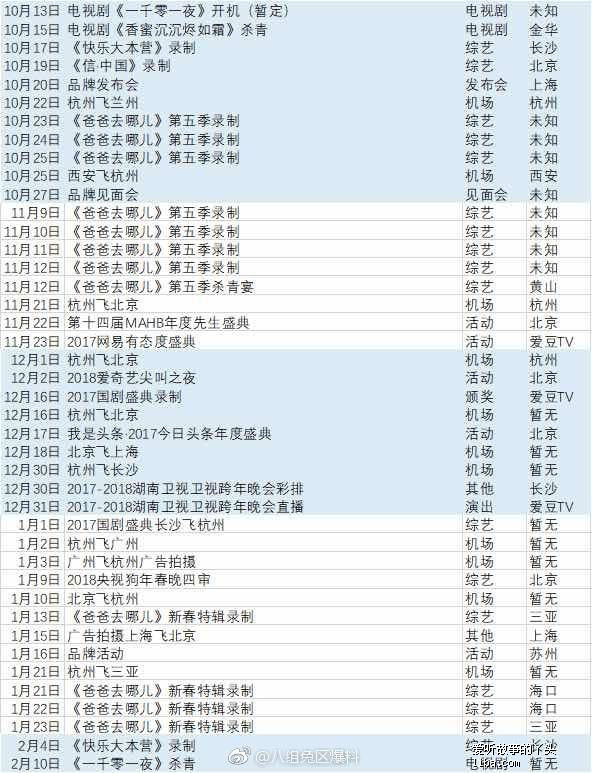 10月13日 电视剧《一千零一夜》开机（暂定） 电视剧 未知
10月15日 电视剧《香蜜沉沉烬如霜》杀青 电视剧 金华
10月17日 《快乐大本营》录制 综艺 长沙
10月19日 《信·中国》录制 综艺 北京
10月20日 品牌发布会 发布会 上海
10月22日 杭州飞兰州 机场 杭州
10月23日 《爸爸去哪儿》第五季录制 综艺 未知
10月24日 《爸爸去哪儿》第五季录制 综艺 未知
10月25日 《爸爸去哪儿》第五季录制 综艺 未知
10月25日 西安飞杭州 机场 西安
10月27日 品牌见面会 见面会 未知
11月9日 《爸爸去哪儿》第五季录制 综艺 未知
11月10日 《爸爸去哪儿》第五季录制 综艺 未知
11月11日 《爸爸去哪儿》第五季录制 综艺 未知
11月12日 《爸爸去哪儿》第五季录制 综艺 未知
11月12日 《爸爸去哪儿》第五季杀青宴 综艺 黄山
11月21日 杭州飞北京 机场 杭州
11月22日 第十四届MAHB年度先生盛典 活动 北京
11月23日 2017网易有态度盛典 活动 爱豆TV
12月1日 杭州飞北京 机场 杭州
12月2日 2018爱奇艺尖叫之夜 活动 北京
12月16日 2017国剧盛典录制 颁奖 爱豆TV
12月16日 杭州飞北京 机场 暂无
12月17日 我是头条·2017今日头条年度盛典 活动 北京
12月18日 北京飞上海 机场 暂无
12月30日 杭州飞长沙 机场 暂无
12月30日 2017-2018湖南卫视卫视跨年晚会彩排 其他 长沙
12月31日 2017-2018湖南卫视卫视跨年晚会直播 演出 爱豆TV
1月1日 2017国剧盛典长沙飞杭州 综艺 暂无
1月2日 杭州飞广州 机场 暂无
1月3日 广州飞杭州广告拍摄 机场 暂无
1月9日 2018央视狗年春晚四审 综艺 北京
1月10日 北京飞杭州 机场 暂无
1月13日 《爸爸去哪儿》新春特辑录制 综艺 三亚
1月15日 广告拍摄上海飞北京 其他 上海
1月16日 品牌活动 活动 苏州
1月21日 杭州飞三亚 机场 暂无
1月21日 《爸爸去哪儿》新春特辑录制 综艺 海口
1月22日 《爸爸去哪儿》新春特辑录制 综艺 海口
1月23日 《爸爸去哪儿》新春特辑录制 综艺 三亚
2月4日 《快乐大本营》录制 综艺 长沙
2月10日 《一千零一夜》杀青 电视剧 暂无
@八组兔区爆料
爱听故事的丫头